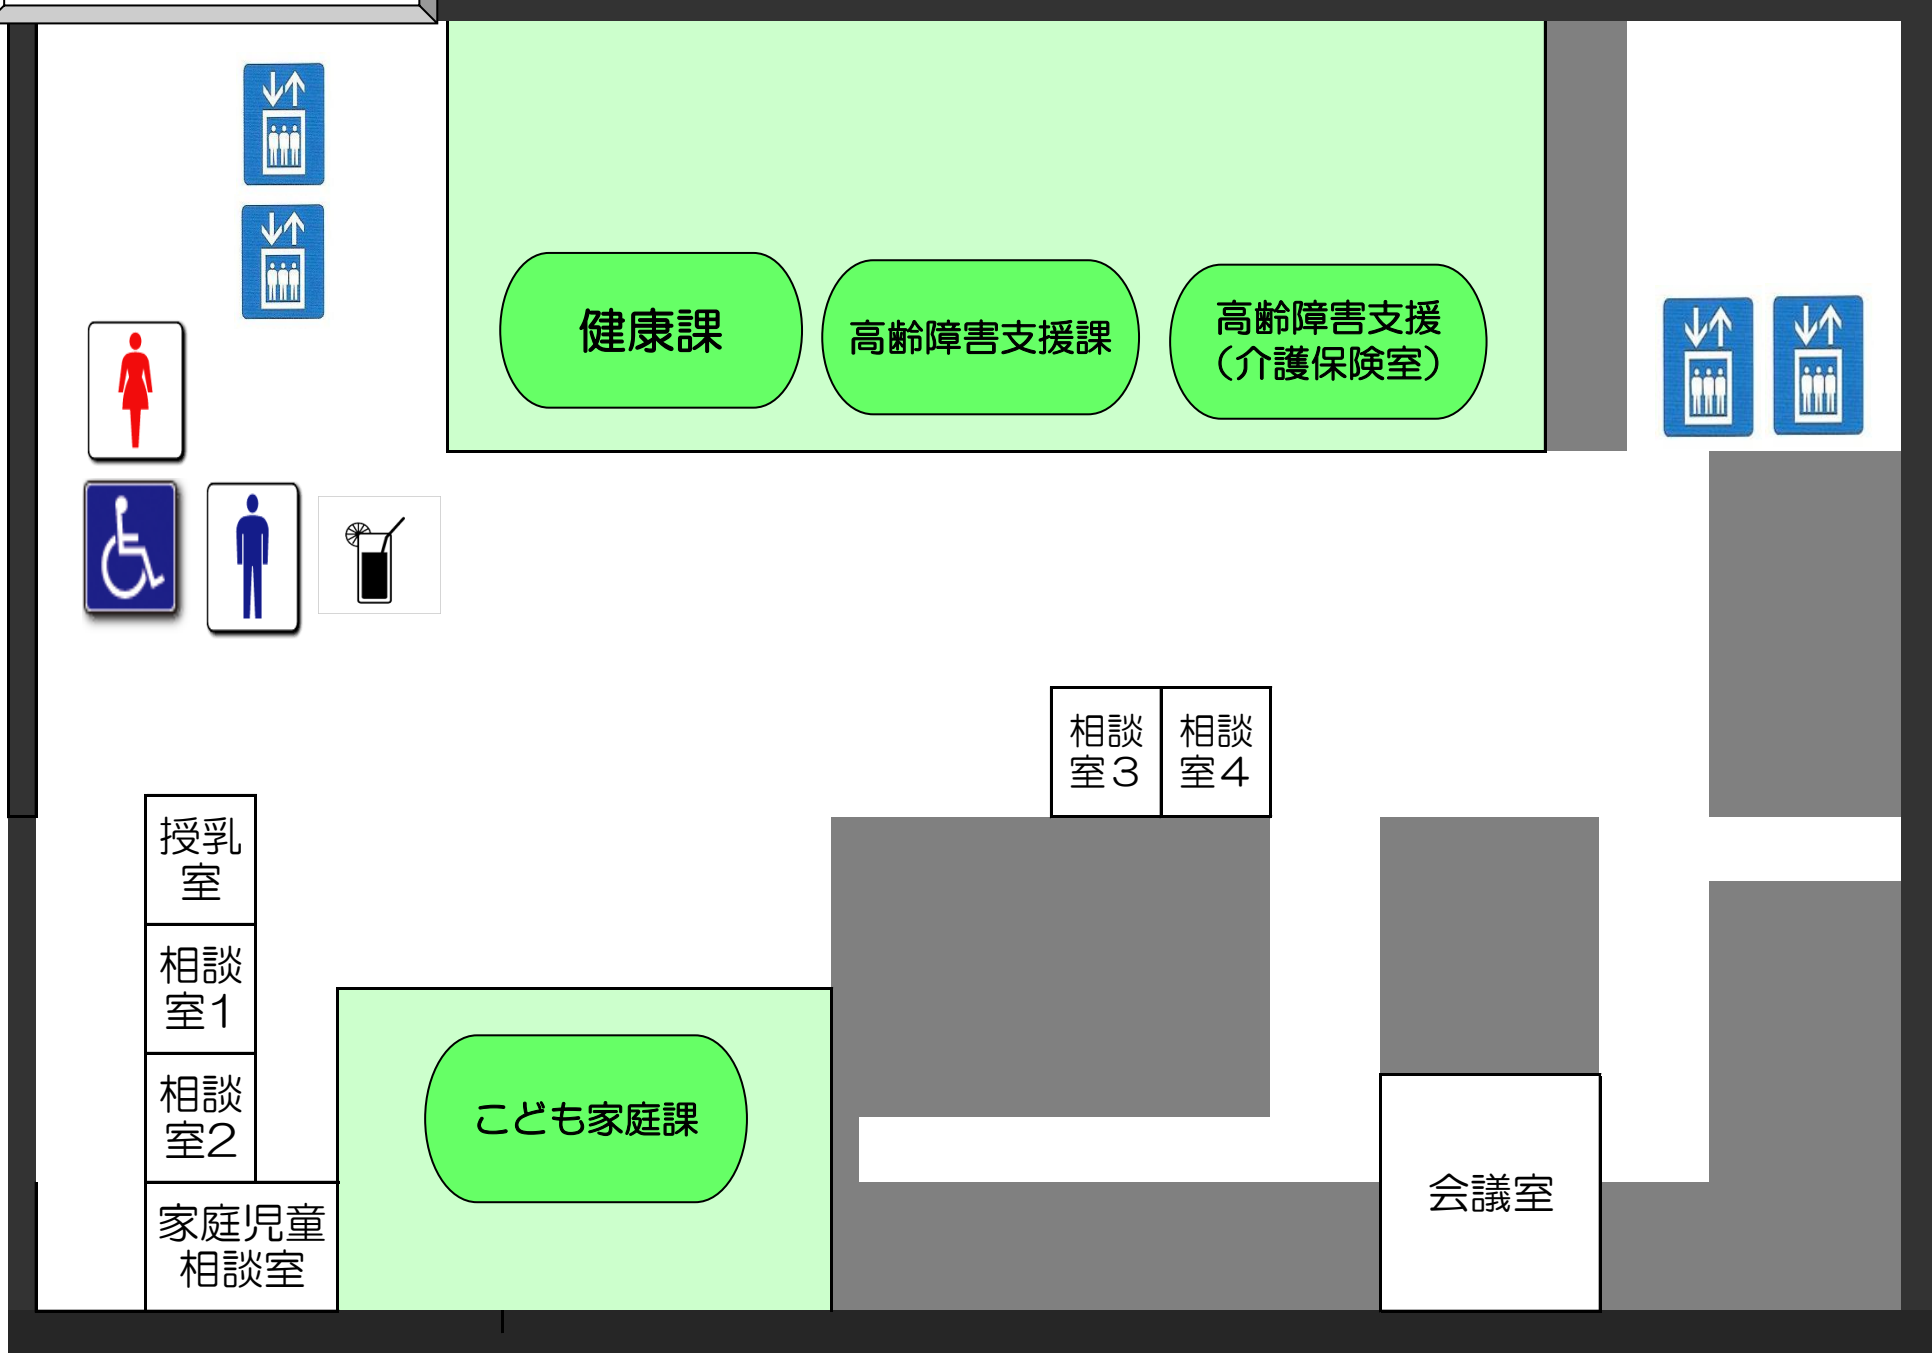 健康課
高齢障害支援課
高齢障害支援
（介護保険室）
相談
室３
相談
室４
授乳
室
相談
室1
相談
室2
家庭児童
相談室
こども家庭課
会議室